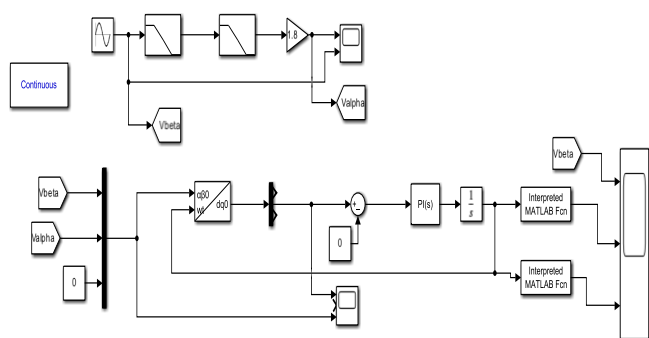 1.8
Continuous
Valpha
Vbeta
Vbeta
Vbeta
αβ0
wt
dq0
PI(s)
1
s
Interpreted
MATLAB Fcn
Valpha
0
0
Interpreted
MATLAB Fcn